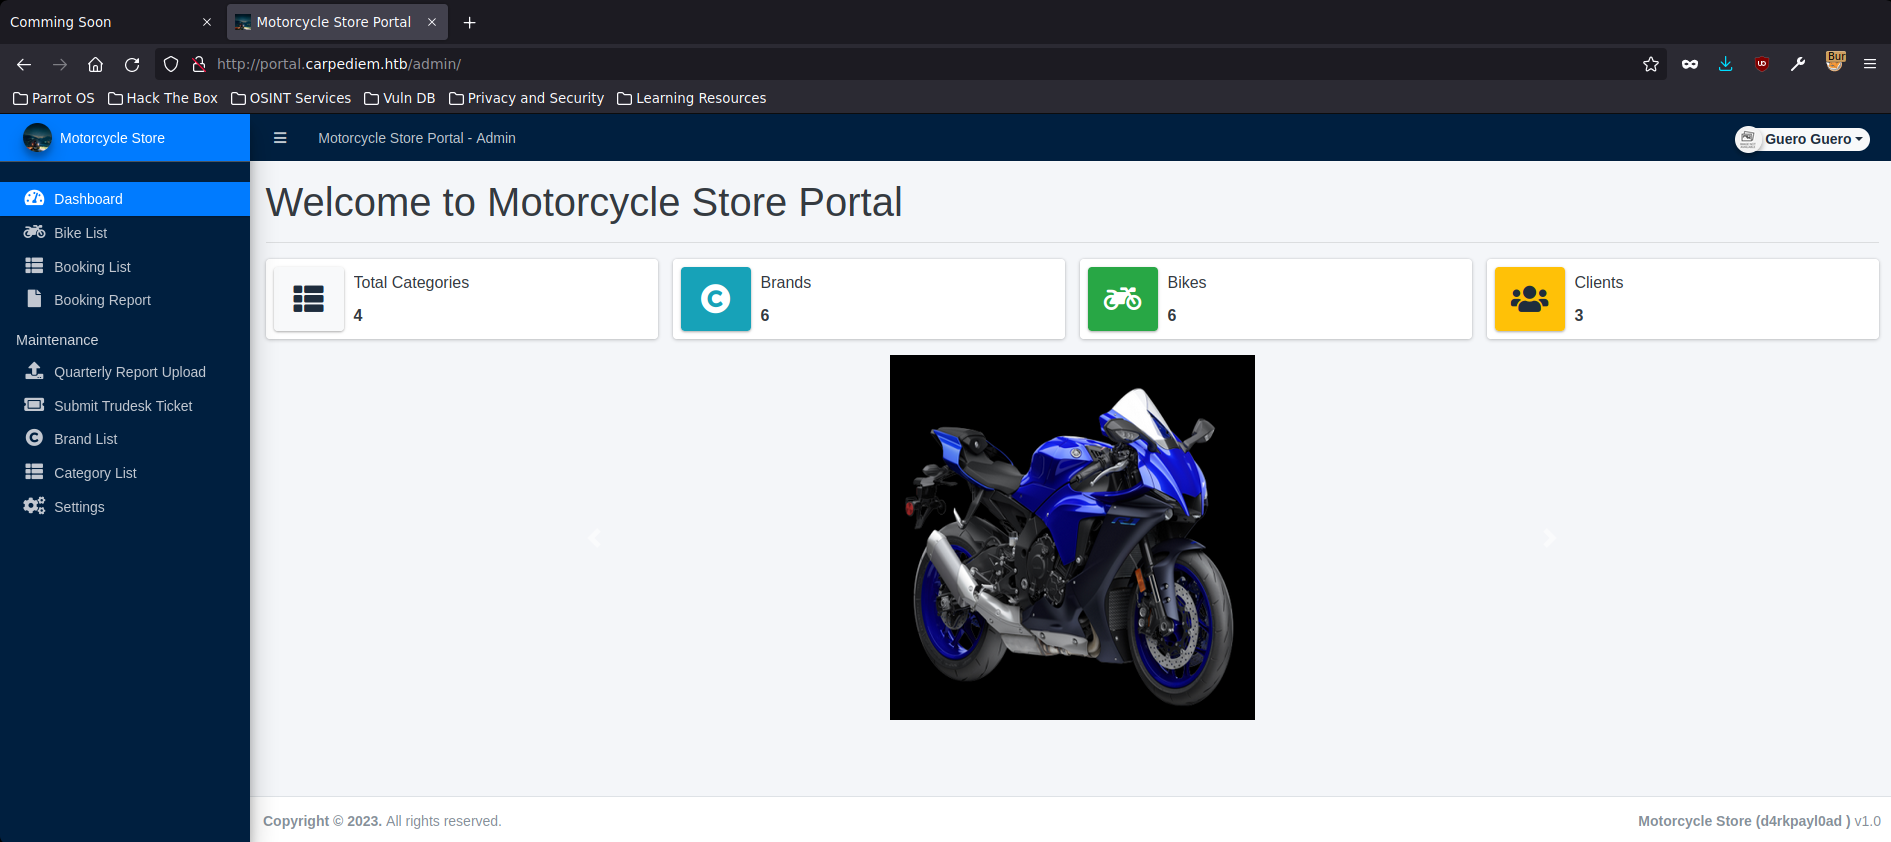 Comming Soon
Motorcycle Store Portal
http://portal.carpediem.htb/admin/
Bur
Parrot OS
Hack The Box
OSINT Services
Vuln DB
Privacy and Security
Learning Resources
Motorcycle Store
Motorcycle Store Portal - Admin
Guero Guero
Dashboard
Bike List
Booking List
Booking Report
Maintenance
Quarterly Report Upload
Submit Trudesk Ticket
Brand List
Category List
Settings
Welcome to Motorcycle Store Portal
Total Categories
4
Brands
6
Bikes
6
Clients
3
Copyright © 2023. All rights reserved.
Motorcycle Store (d4rkpayl0ad ) v1.0